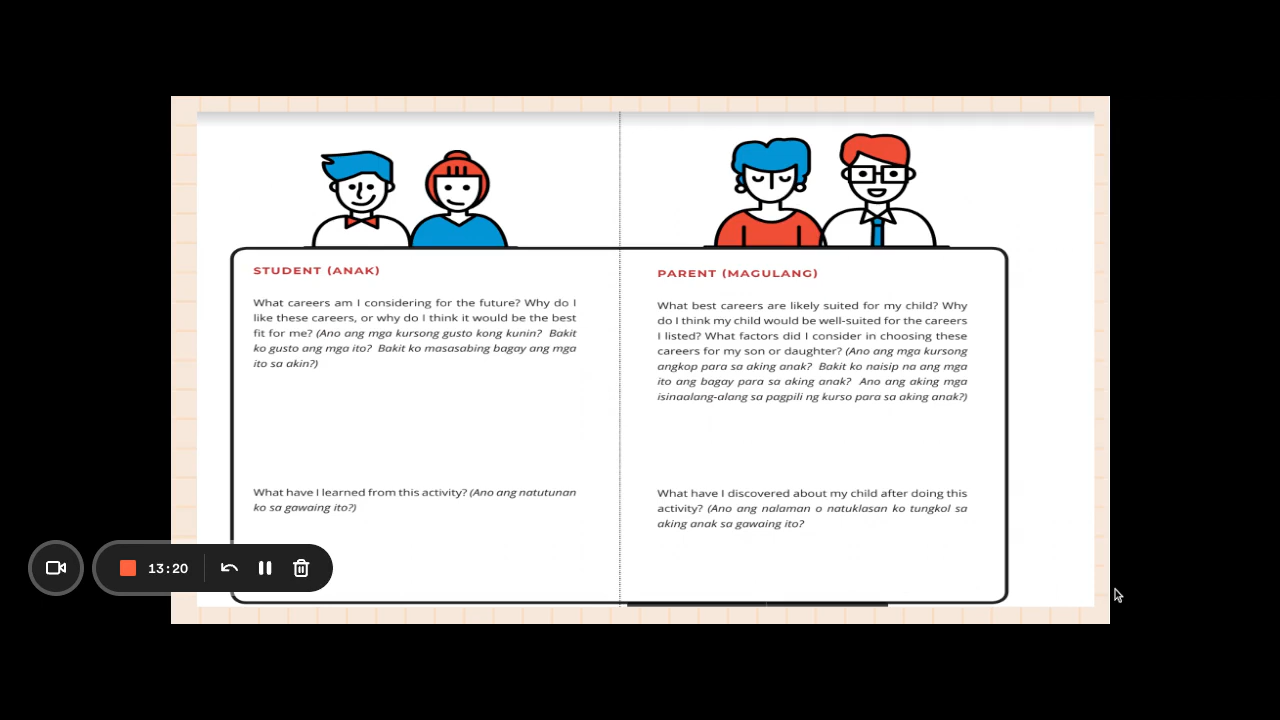 STUDENT (ANAK)
What careers am I considering for the future? Why do I
like these careers, or why do I think it would be the best
fit for me? (Ano ang mga kursong gusto kong kunin? Bakit
ko gusto ang mga ito? Bakit ko masasabing bagay ang mga
ito sa akin?)
What have I learned from this activity? (Ano ang natutunan
ko sa gawaing ito?)
PARENT (MAGULANG)
What best careers are likely suited for my child? Why
do I think my child would be well-suited for the careers
I listed? What factors did I consider in choosing these
careers for my son or daughter? (Ano ang mga kursong
angkop para sa aking anak? Bakit ko naisip na ang mga
ito ang bagay para sa aking anak? Ano ang aking mga
isinaalang-alang sa pagpili ng kurso para sa aking anak?)
What have I discovered about my child after doing this
activity? (Ano ang nalaman o natuklasan ko tungkol sa
aking anak sa gawaing ito?
13:20